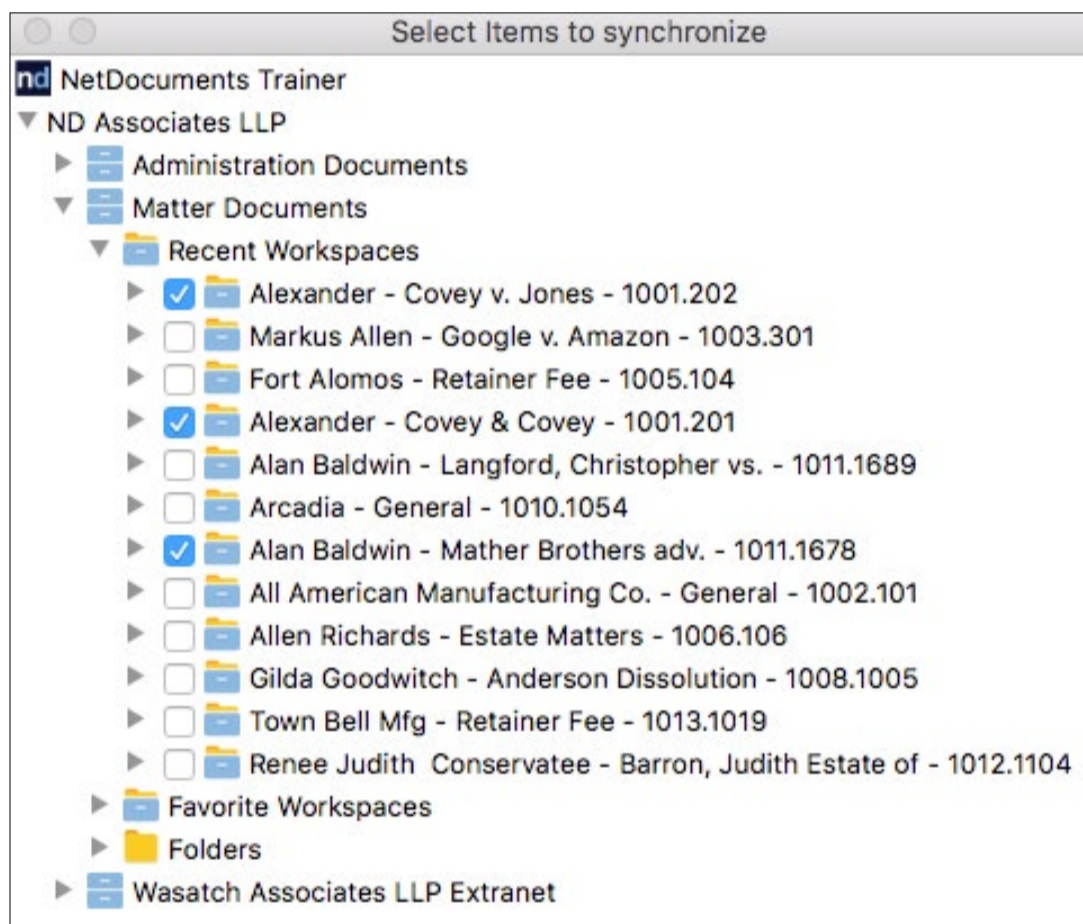 Select Items to synchronize
nd NetDocuments Trainer
ND Associates LLP
Administration Documents
Matter Documents
Recent Workspaces
Alexander - Covey v. Jones - 1001.202
Markus Allen - Google v. Amazon - 1003.301
Fort Alomos - Retainer Fee - 1005.104
Alexander - Covey & Covey - 1001.201
Alan Baldwin - Langford, Christopher vs. - 1011.1689
Arcadia - General - 1010.1054
Alan Baldwin - Mather Brothers adv. - 1011.1678
All American Manufacturing Co. - General - 1002.101
Allen Richards - Estate Matters - 1006.106
Gilda Goodwitch - Anderson Dissolution - 1008.1005
Town Bell Mfg - Retainer Fee - 1013.1019
Renee Judith  Conservatee - Barron, Judith Estate of - 1012.1104
Favorite Workspaces
Folders
Wasatch Associates LLP Extranet